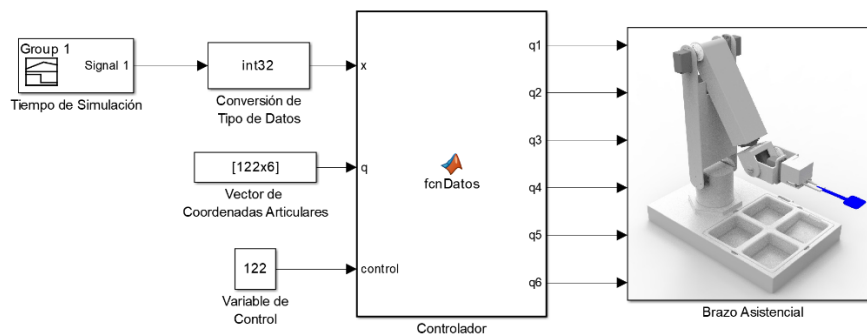 Group 1
Signal 1
Tiempo de Simulación
int32
Conversión de
Tipo de Datos
[122x6]
Vector de
Coordenadas Articulares
122
Variable de
Control
x
q
control
fcnDatos
q1
q2
q3
q4
q5
q6
Controlador
Brazo Asistencial